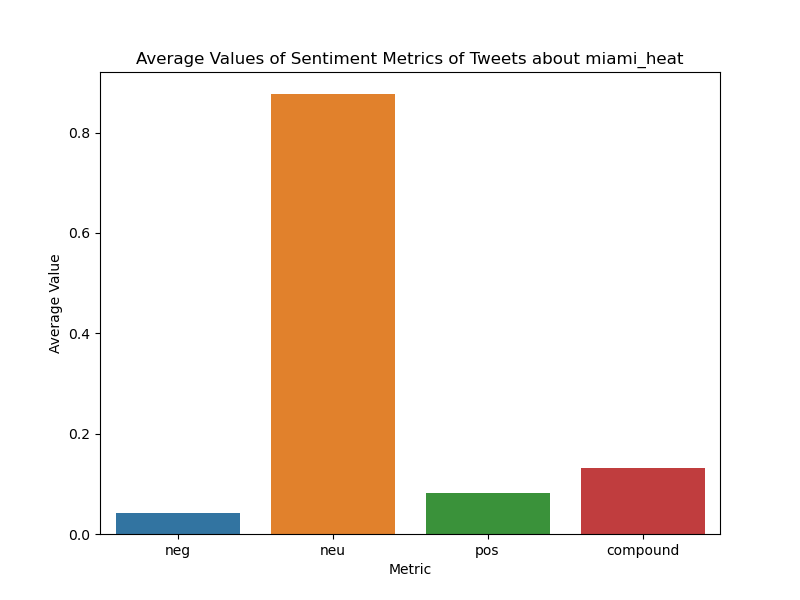 Average Values of Sentiment Metrics of Tweets about miami_heat
Average Value
0.8
0.6
0.4
0.2
0.0
neg neu pos compound
Metric